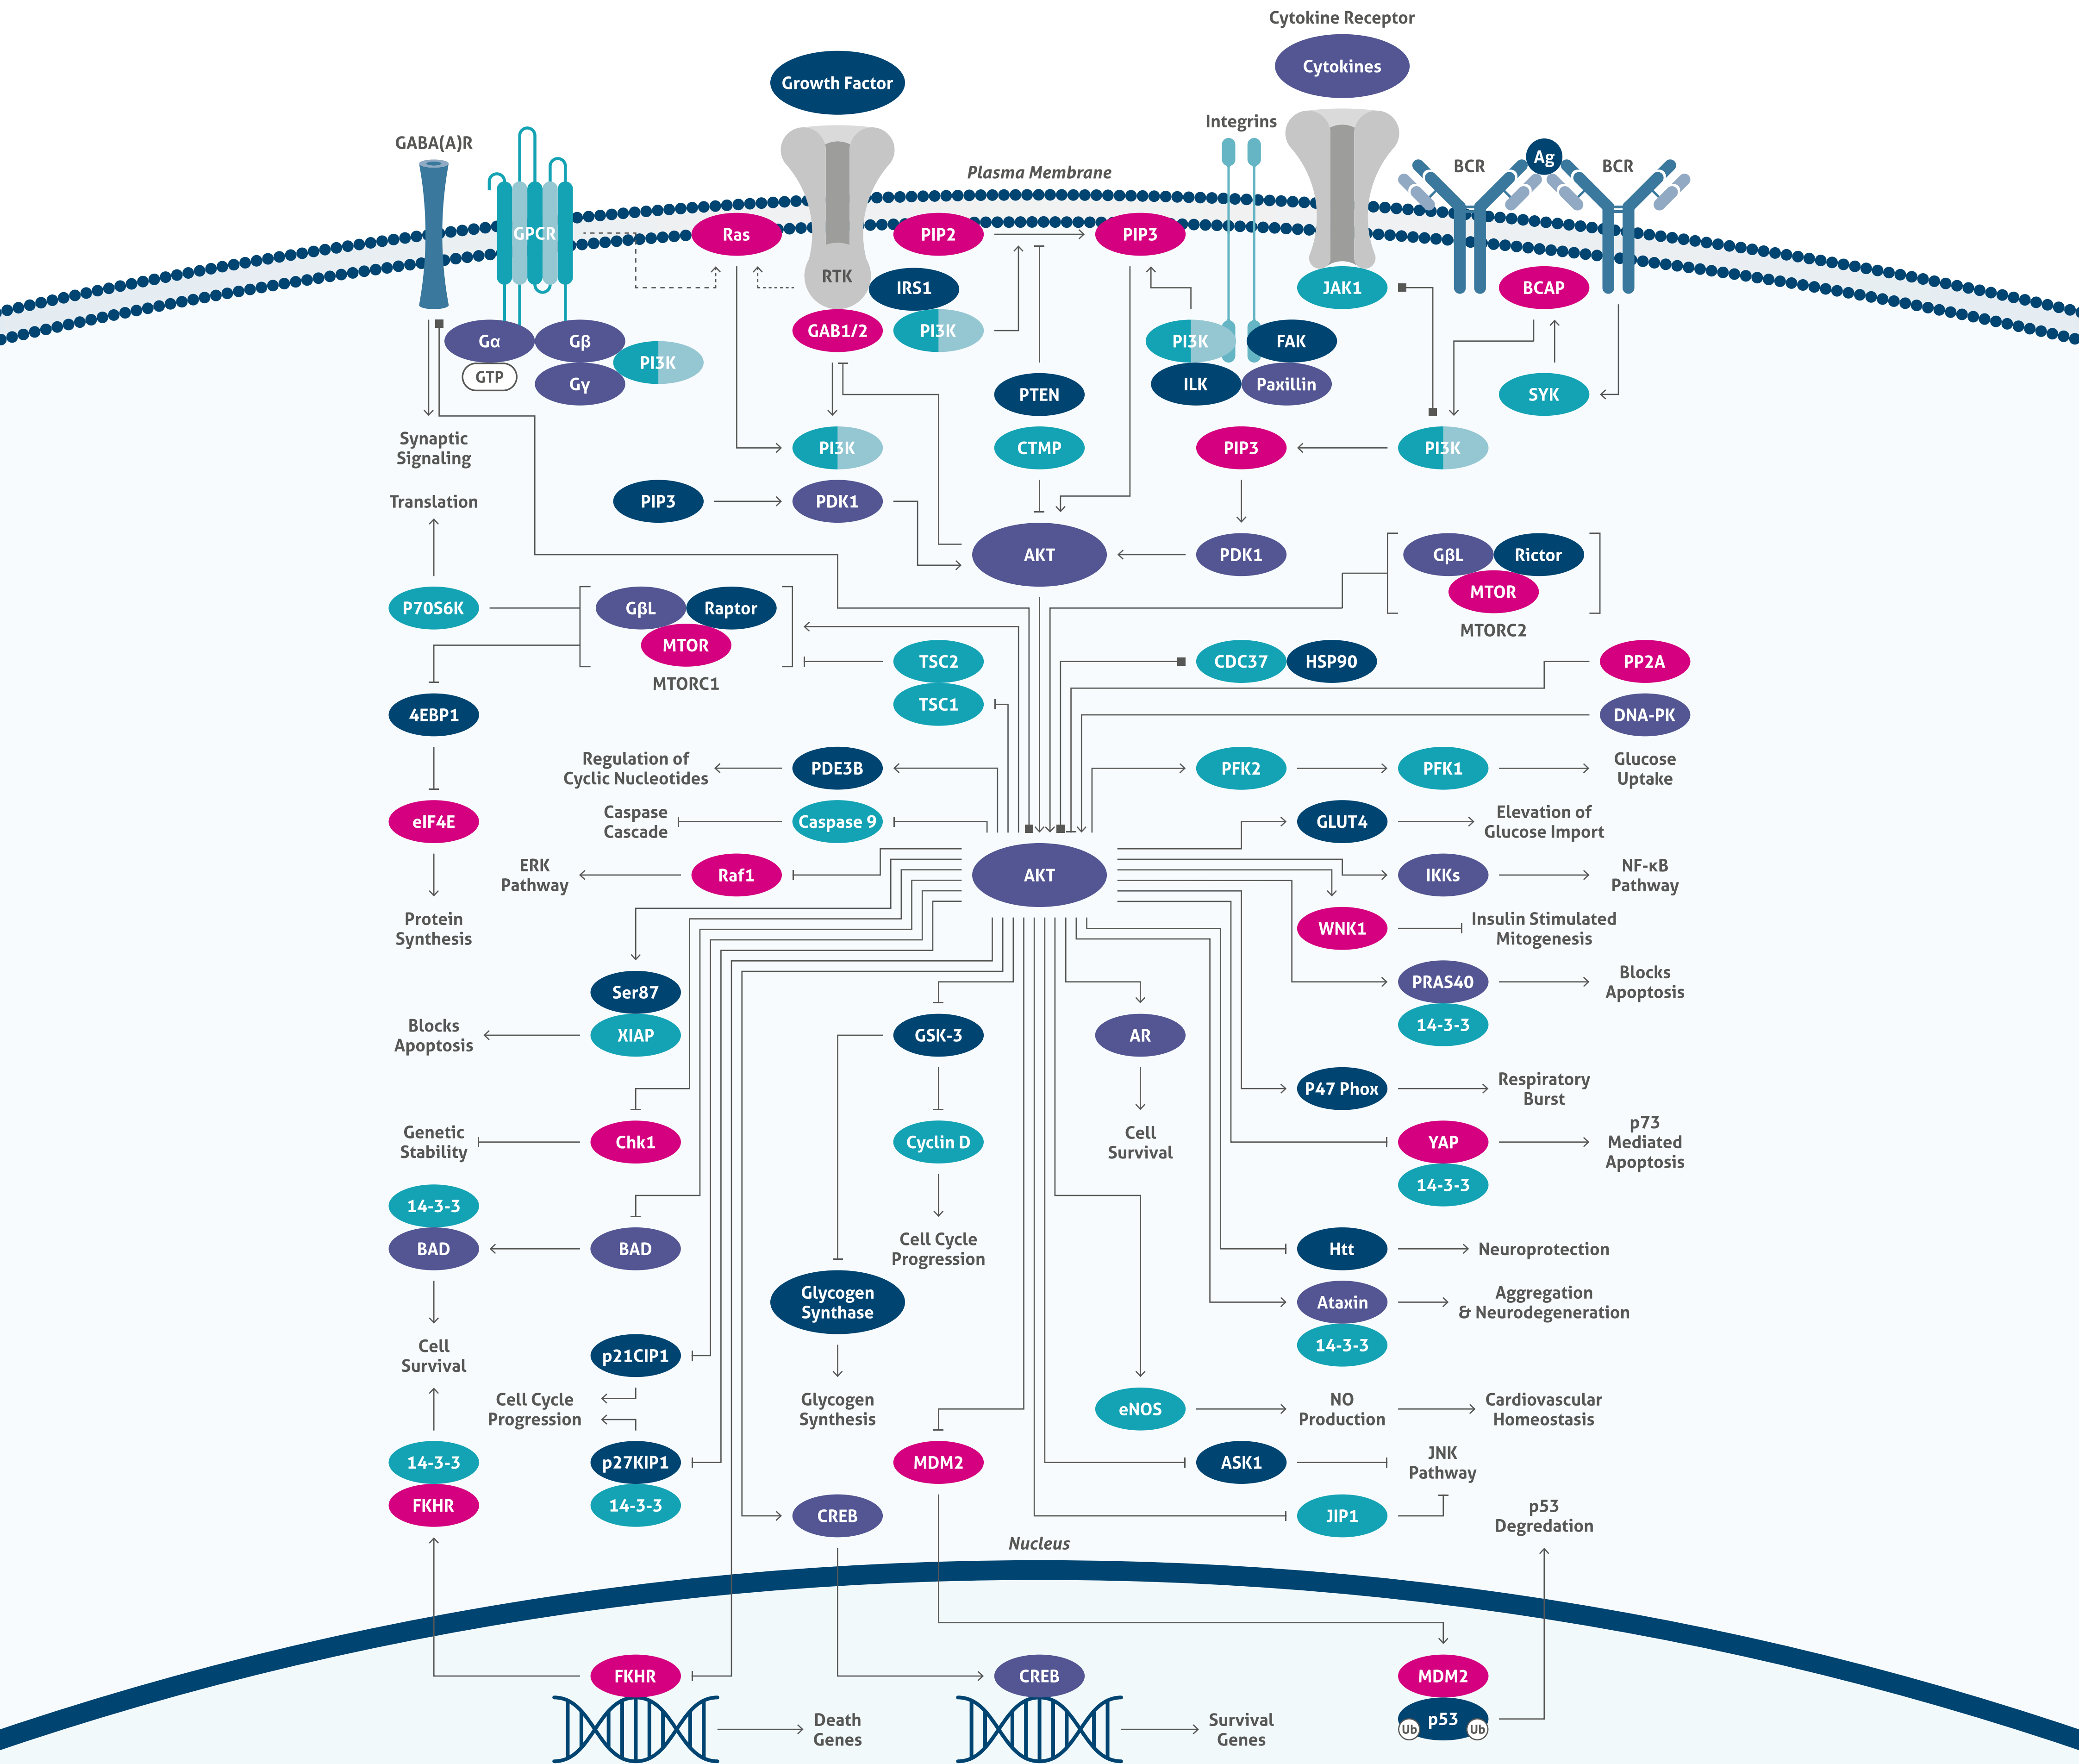 Cytokine Receptor
Cytokines
Growth Factor
Integrins
GABA(A)R
Ag
BCR
BCR
Plasma Membrane
GPCR
Ras
PIP2
PIP3
RTK
IRS1
JAK1
BCAP
GAB1/2
PI3K
Gα
Gβ
PI3K
FAK
PI3K
GTP
Gγ
ILK
Paxillin
PTEN
SYK
Synaptic
Signaling
PI3K
CTMP
PIP3
PI3K
Translation
PIP3
PDK1
AKT
PDK1
GβL
Rictor
MTOR
MTORC2
P70S6K
GβL
Raptor
MTOR
MTORC1
TSC2
TSC1
CDC37
HSP90
PP2A
4EBP1
DNA-PK
Regulation of
Cyclic Nucleotides
PDE3B
PFK2
PFK1
Glucose
Uptake
eIF4E
Caspase
Cascade
Caspase 9
GLUT4
Elevation of
Glucose Import
ERK
Pathway
Raf1
AKT
IKKs
NF-κB
Pathway
Protein
Synthesis
WNK1
Insulin Stimulated
Mitogenesis
Ser87
XIAP
Blocks
Apoptosis
GSK-3
AR
PRAS40
14-3-3
Blocks
Apoptosis
P47 Phox
Respiratory
Burst
Genetic
Stability
Chk1
Cyclin D
Cell
Survival
YAP
14-3-3
p73
Mediated
Apoptosis
14-3-3
BAD
BAD
Cell Cycle
Progression
Htt
Neuroprotection
Glycogen
Synthase
Ataxin
14-3-3
Aggregation
& Neurodegeneration
Cell
Survival
p21CIP1
Cell Cycle
Progression
Glycogen
Synthesis
eNOS
NO
Production
Cardiovascular
Homeostasis
14-3-3
FKHR
p27KIP1
14-3-3
MDM2
ASK1
JNK
Pathway
CREB
JIP1
p53
Degredation
Nucleus
FKHR
CREB
MDM2
p53
Ub
Ub
Death
Genes
Survival
Genes